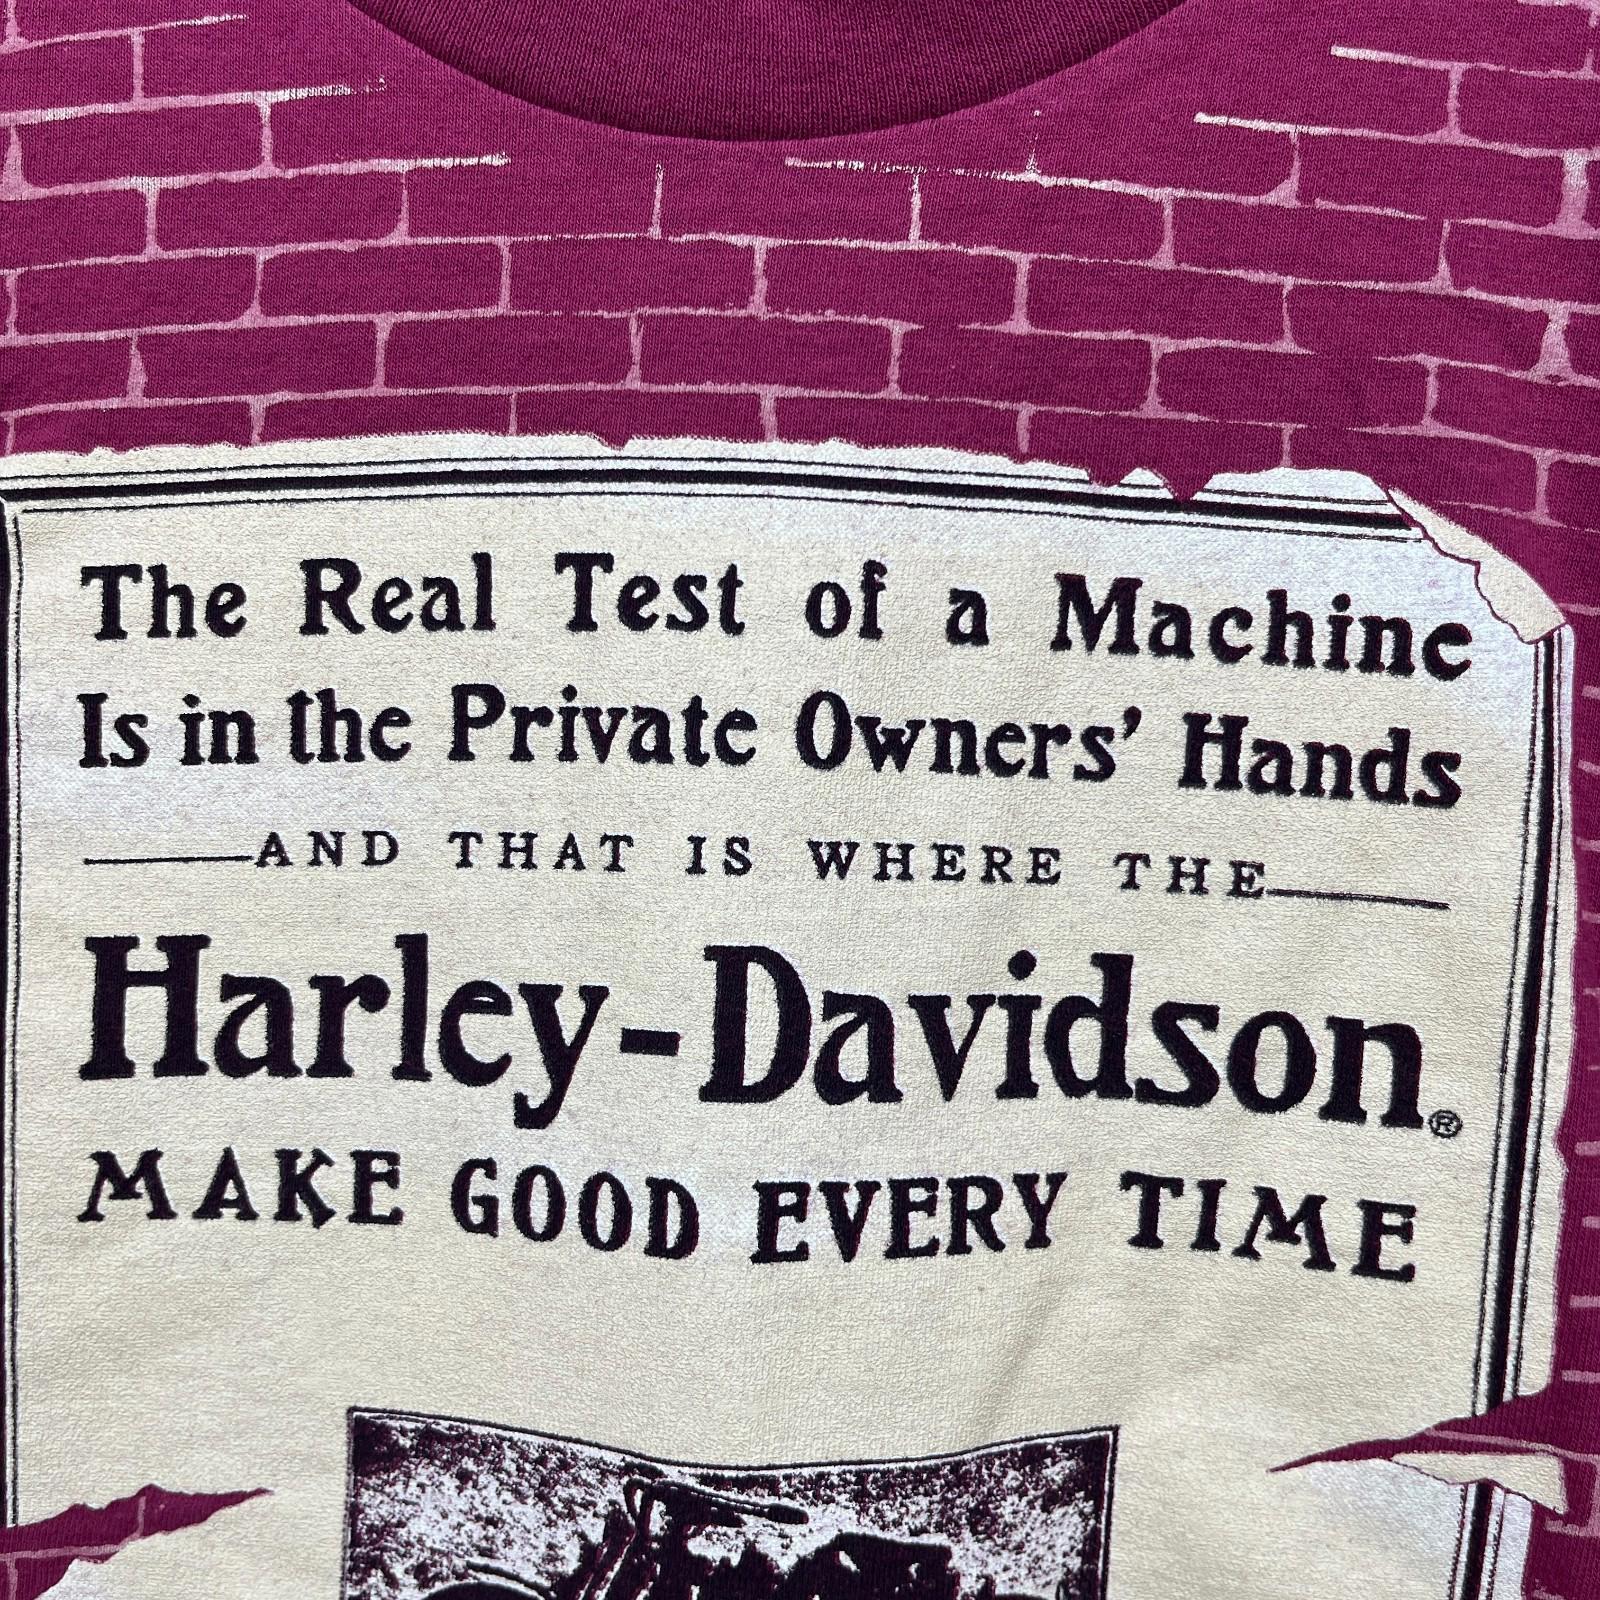 The Real Test of a Machine
Is in the Private Owners' Hands
AND THAT IS WHERE THE
Harley-Davidson®
MAKE GOOD EVERY TIME